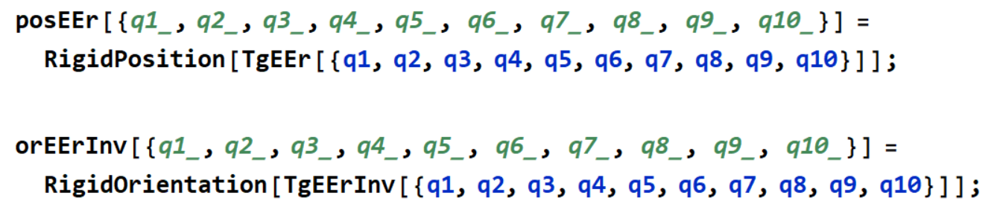 posEEr[{q1_, q2_, q3_, q4_, q5_, q6_, q7_, q8_, q9_, q10_}] =
RigidPosition[TgEEr[{q1, q2, q3, q4, q5, q6, q7, q8, q9, q10}]];
orEErInv[{q1_, q2_, q3_, q4_, q5_, q6_, q7_, q8_, q9_, q10_}] =
RigidOrientation[TgEErInv[{q1, q2, q3, q4, q5, q6, q7, q8, q9, q10}]];